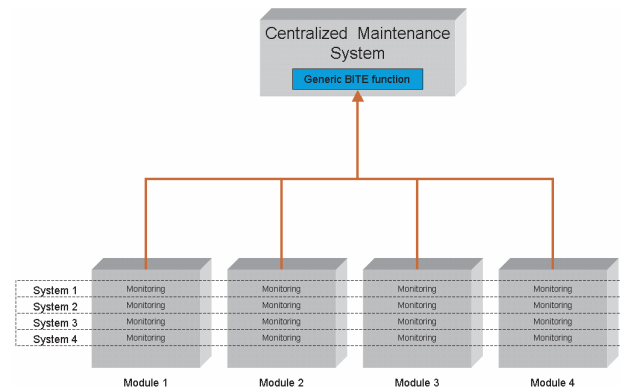 Centralized Maintenance
System
Generic BITE function
System 1 Monitoring Monitoring Monitoring Monitoring
System 2 Monitoring Monitoring Monitoring Monitoring
System 3 Monitoring Monitoring Monitoring Monitoring
System 4 Monitoring Monitoring Monitoring Monitoring
Module 1 Module 2 Module 3 Module 4